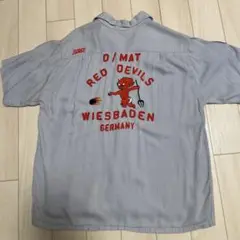 D/MAT
RED DEVILS
WIESBADEN
GERMANY